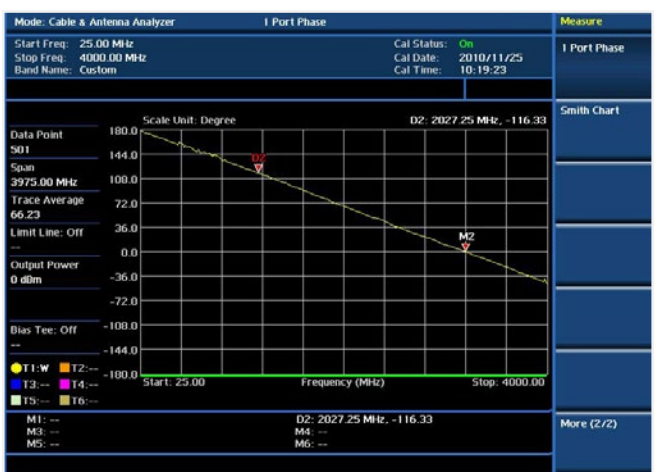 Mode: Cable & Antenna Analyzer 1 Port Phase Measure
Start Freq: 25.00 MHz Cal Status: On
Stop Freq: 4000.00 MHz Cal Date: 2010/11/25
Band Name: Custom Cal Time: 10:19:23
1 Port Phase
Smith Chart
Scale Unit: Degree D2: 2027.25 MHz, -116.33
Data Point
501
Span
3975.00 MHz
Trace Average
66.23
Limit Line: Off
--
Output Power
0 dBm
Bias Tee: Off
--
T1:W T2:--
T3:-- T4:--
T5:-- T6:--
180.0
144.0
108.0
72.0
36.0
0.0
-36.0
-72.0
-108.0
-144.0
-180.0
D2
M2
Start: 25.00 Frequency (MHz) Stop: 4000.00
M1: -- D2: 2027.25 MHz, -116.33
M3: -- M4: --
M5: -- M6: --
More (2/2)